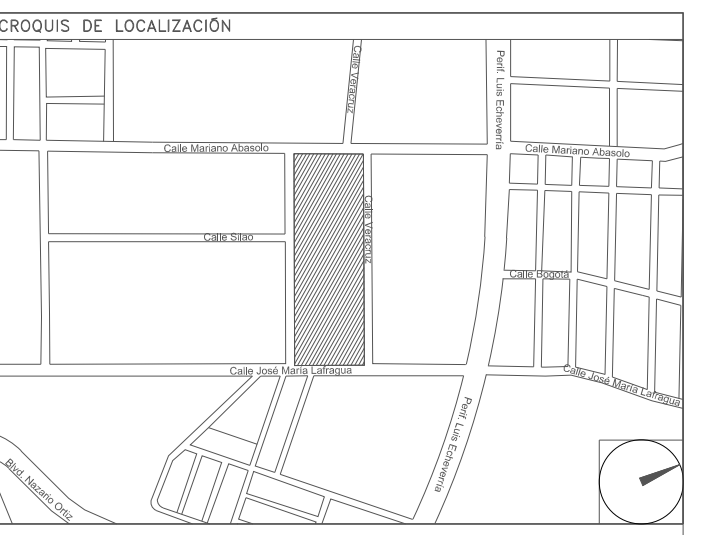 CROQUIS DE LOCALIZACIÓN
Calle Veracruz
Perif. Luis Echeverría
Calle Mariano Abasolo
Calle Mariano Abasolo
Calle Veracruz
Calle Silao
Calle Bogotá
Calle José María Lafragua
Calle José María Lafragua
Perif. Luis Echeverría
Blvd. Nazario Ortiz